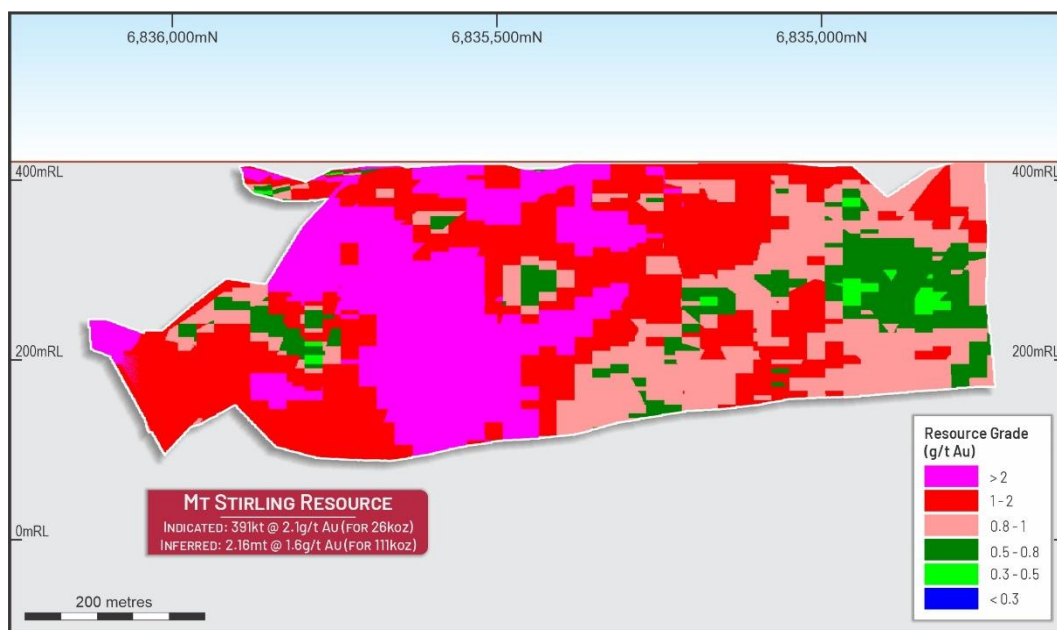 6,836,000mN
6,835,500mN
6,835,000mN
400mRL
400mRL
200mRL
200mRL
Resource Grade
(g/t Au)
> 2
1 - 2
0.8 - 1
0.5 - 0.8
0.3 - 0.5
< 0.3
MT STIRLING RESOURCE
INDICATED: 391kt @ 2.1g/t Au (FOR 26koz)
INFERRED: 2.16mt @ 1.6g/t Au (FOR 111koz)
0mRL
0mRL
200 metres